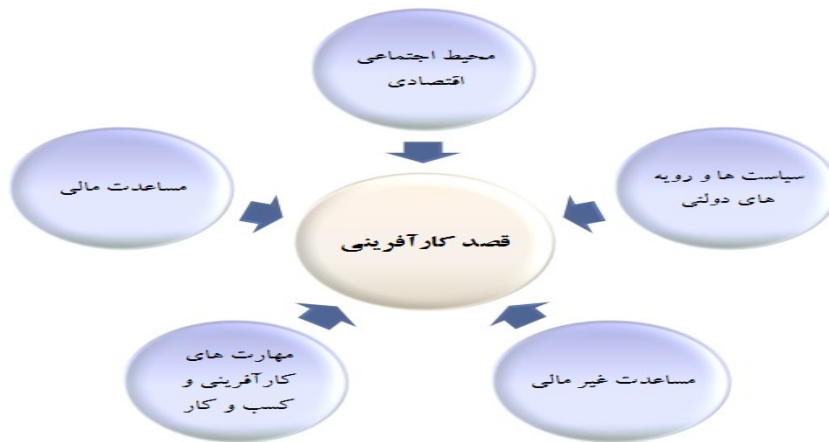 محیط اجتماعی
اقتصادی
سیاست ها و رویه
های دولتی
مساعدت مالی
قصد کارآفرینی
مهارت های
کارآفرینی و
کسب و کار
مساعدت غیر مالی